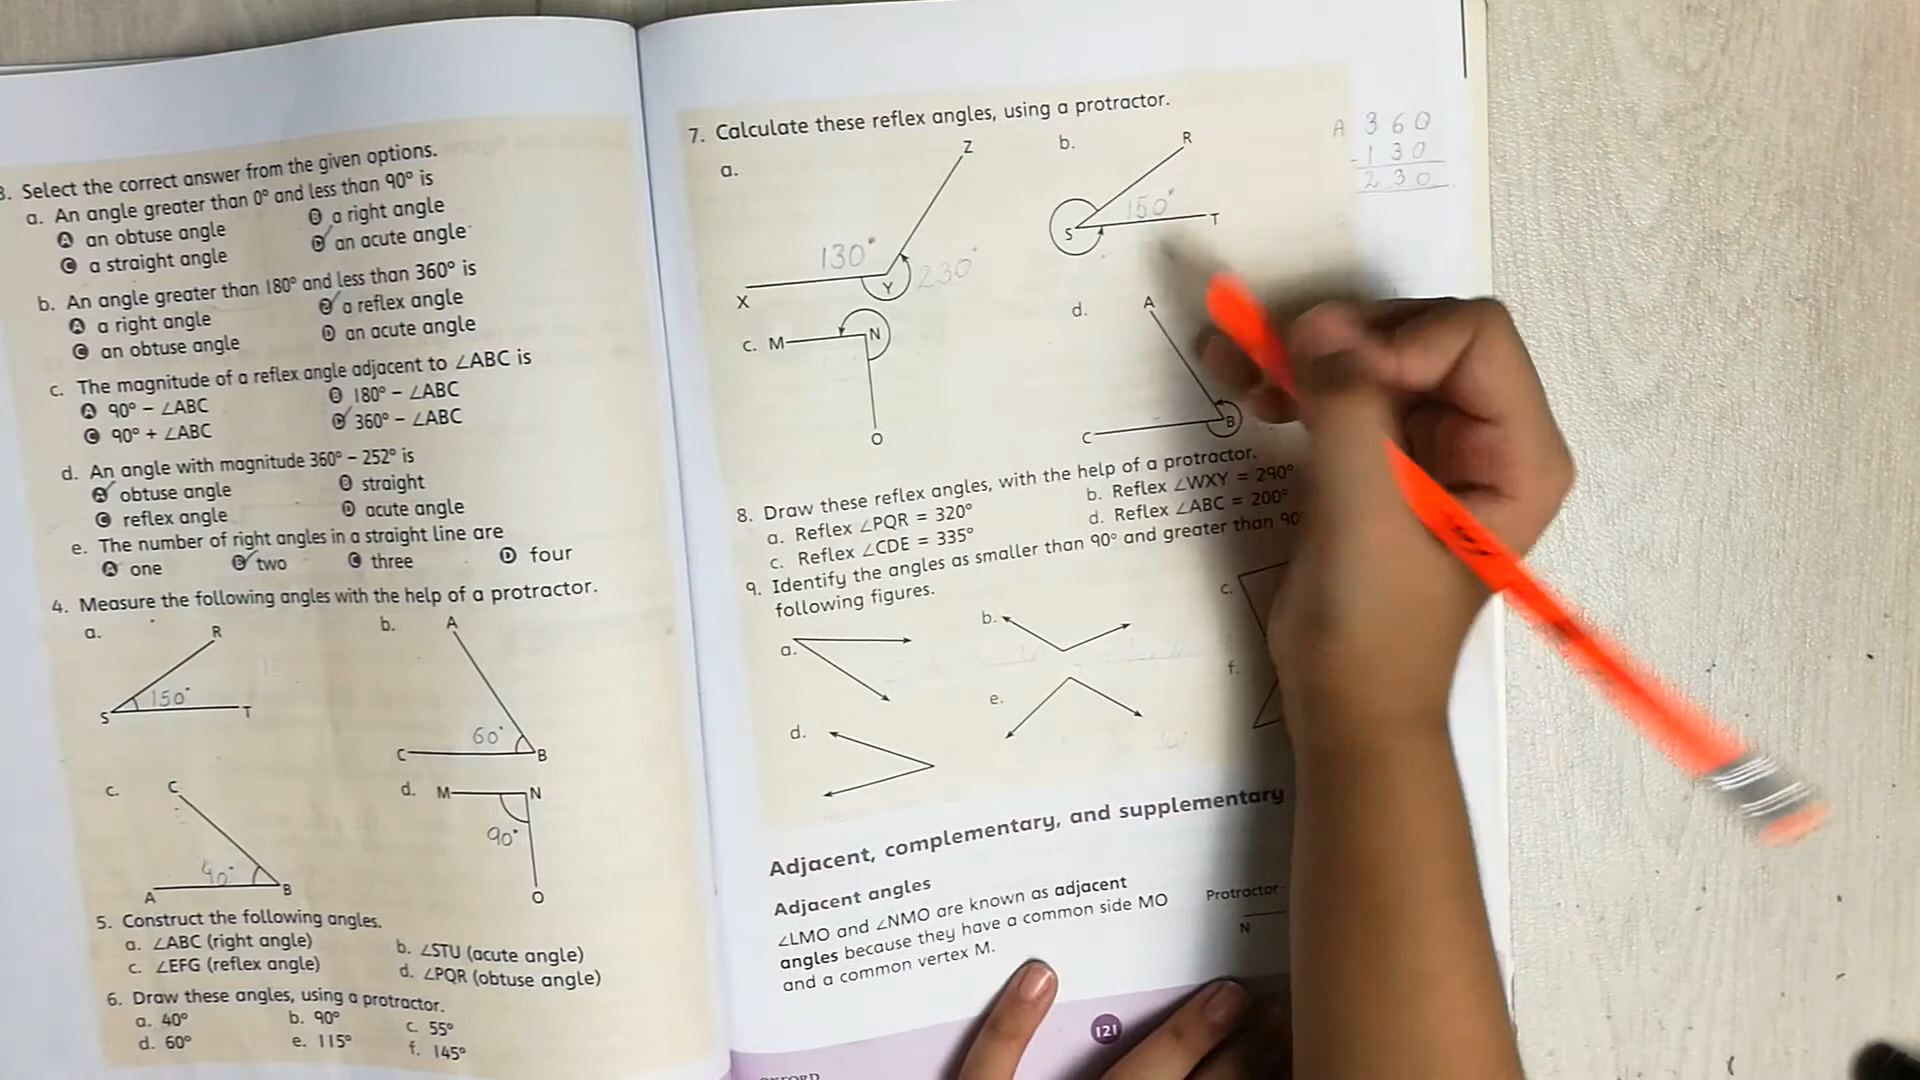 3. Select the correct answer from the given options.
a. An angle greater than 0° and less than 90° is
A an obtuse angle B a right angle
C a straight angle D an acute angle
b. An angle greater than 180° and less than 360° is
A a right angle B a reflex angle
C an obtuse angle D an acute angle
c. The magnitude of a reflex angle adjacent to ∠ABC is
A 90° – ∠ABC B 180° – ∠ABC
C 90° + ∠ABC D 360° – ∠ABC
d. An angle with magnitude 360° – 252° is
A obtuse angle B straight
C reflex angle D acute angle
e. The number of right angles in a straight line are
A one B two C three D four
4. Measure the following angles with the help of a protractor.
a. R S T 150°
b. A C B 60°
c. C A B 40°
d. M N O 90°
5. Construct the following angles.
a. ∠ABC (right angle) b. ∠STU (acute angle)
c. ∠EFG (reflex angle) d. ∠PQR (obtuse angle)
6. Draw these angles, using a protractor.
a. 40° b. 90° c. 55°
d. 60° e. 115° f. 145°
7. Calculate these reflex angles, using a protractor.
a. Z X Y 130° 230°
b. R S T 150°
c. M N O
d. A C B
A 360
-130
230
8. Draw these reflex angles, with the help of a protractor.
a. Reflex ∠PQR = 320° b. Reflex ∠WXY = 290°
c. Reflex ∠CDE = 335° d. Reflex ∠ABC = 200°
9. Identify the angles as smaller than 90° and greater than 90°
following figures.
a. b. c.
d. e. f.
Adjacent, complementary, and supplementary
Adjacent angles
∠LMO and ∠NMO are known as adjacent
angles because they have a common side MO
and a common vertex M.
Protractor
N
121
OXFORD